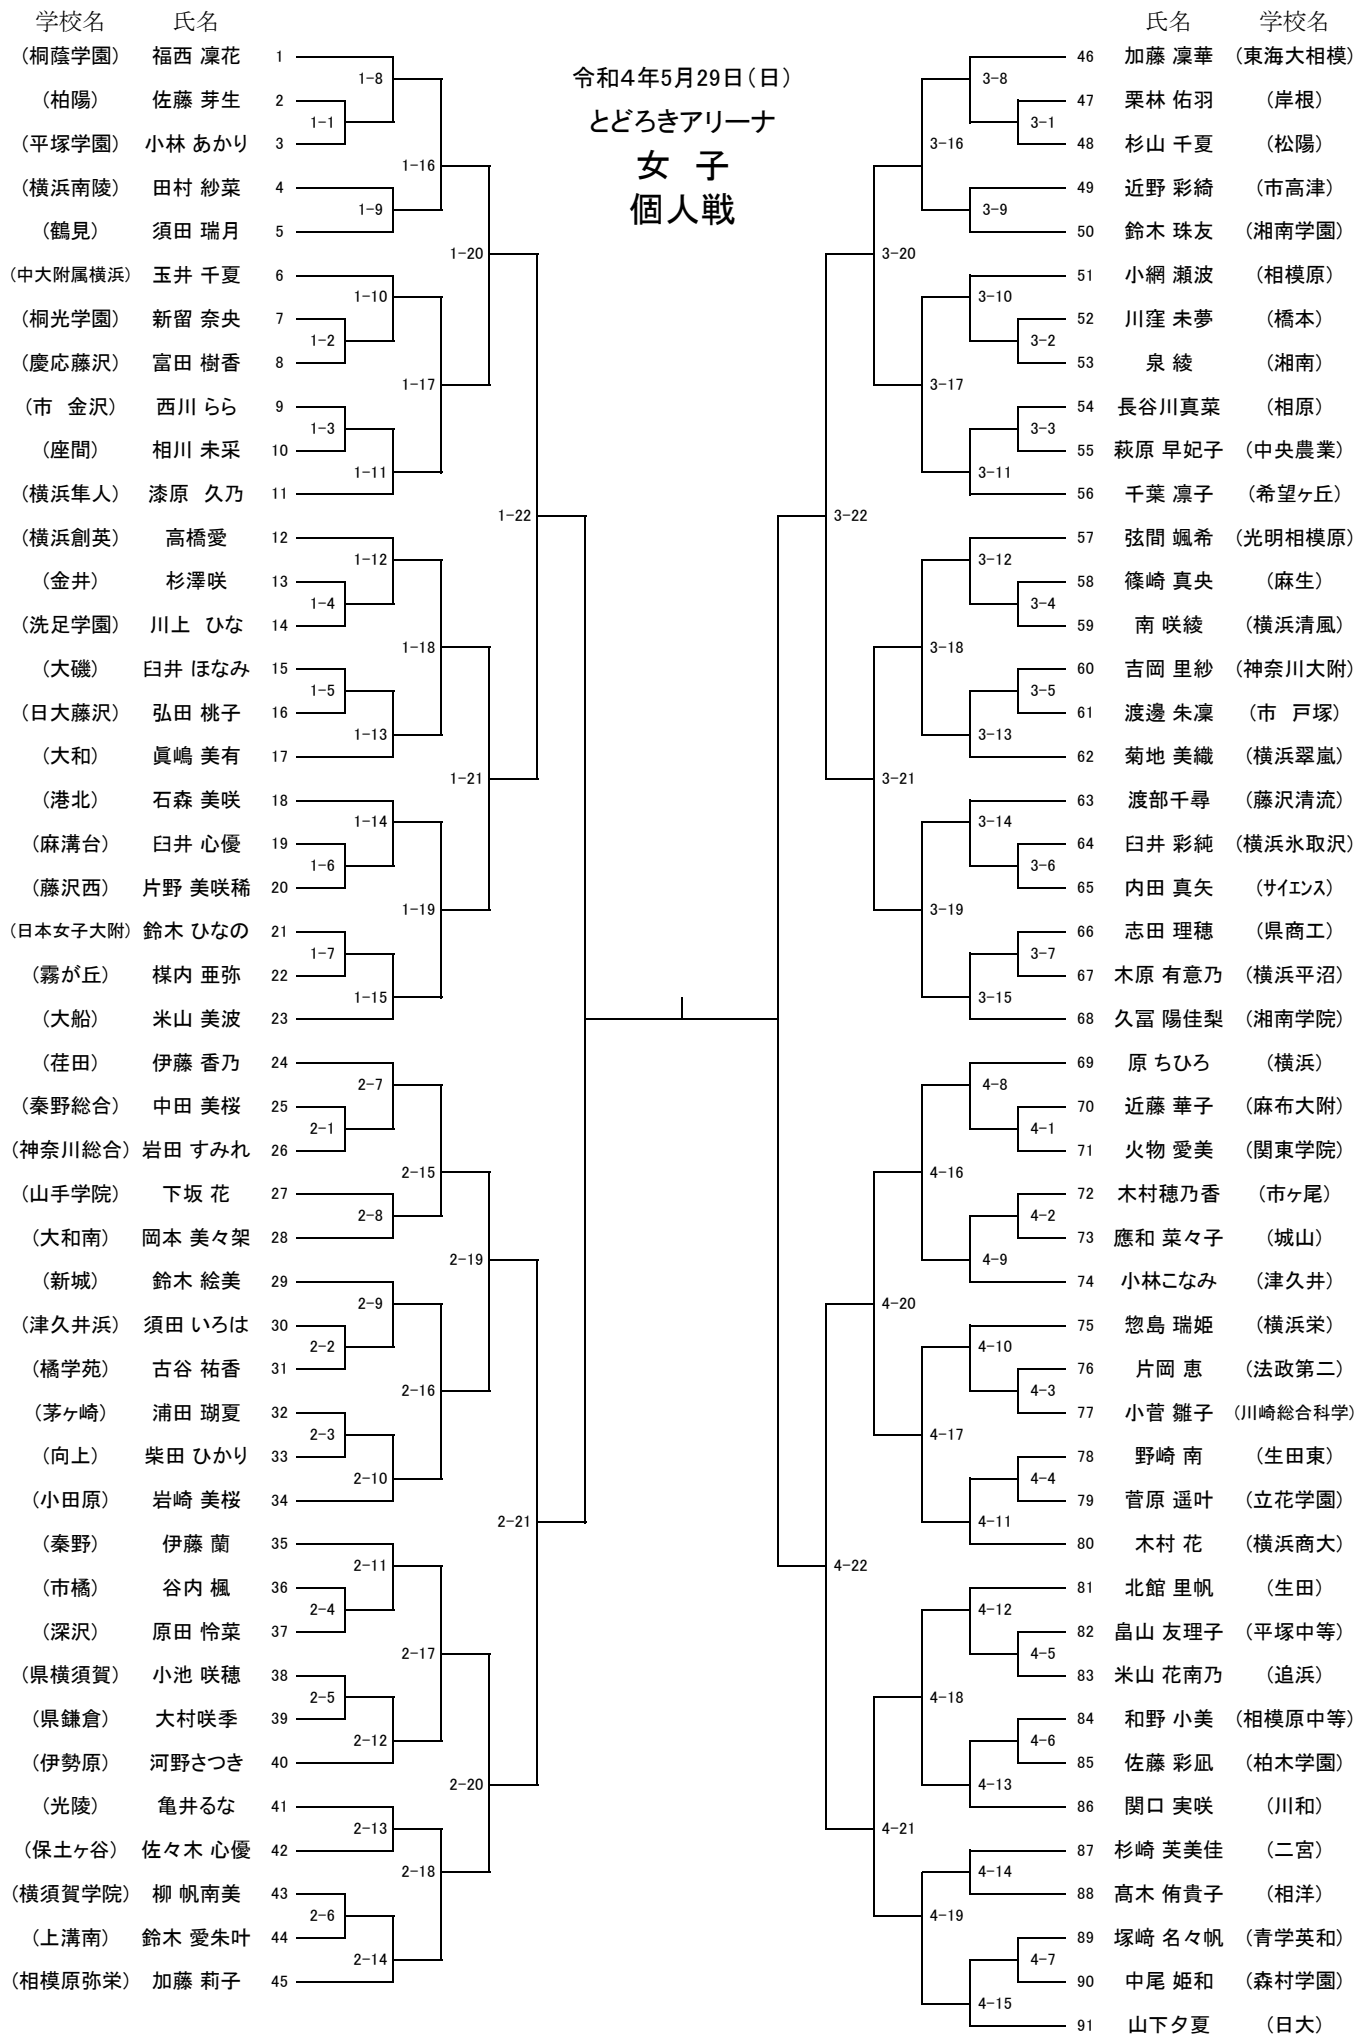 学校名 氏名
(桐蔭学園) 福西 凜花 1
(柏陽) 佐藤 芽生 2
(平塚学園) 小林 あかり 3
(横浜南陵) 田村 紗菜 4
(鶴見) 須田 瑞月 5
(中大附属横浜) 玉井 千夏 6
(桐光学園) 新留 奈央 7
(慶応藤沢) 富田 樹香 8
(市 金沢) 西川 らら 9
(座間) 相川 未采 10
(横浜隼人) 漆原 久乃 11
(横浜創英) 高橋愛 12
(金井) 杉澤咲 13
(洗足学園) 川上 ひな 14
(大磯) 臼井 ほなみ 15
(日大藤沢) 弘田 桃子 16
(大和) 眞嶋 美有 17
(港北) 石森 美咲 18
(麻溝台) 臼井 心優 19
(藤沢西) 片野 美咲稀 20
(日本女子大附) 鈴木 ひなの 21
(霧が丘) 楳内 亜弥 22
(大船) 米山 美波 23
(荏田) 伊藤 香乃 24
(秦野総合) 中田 美桜 25
(神奈川総合) 岩田 すみれ 26
(山手学院) 下坂 花 27
(大和南) 岡本 美々架 28
(新城) 鈴木 絵美 29
(津久井浜) 須田 いろは 30
(橘学苑) 古谷 祐香 31
(茅ヶ崎) 浦田 瑚夏 32
(向上) 柴田 ひかり 33
(小田原) 岩崎 美桜 34
(秦野) 伊藤 蘭 35
(市橘) 谷内 楓 36
(深沢) 原田 怜菜 37
(県横須賀) 小池 咲穂 38
(県鎌倉) 大村咲季 39
(伊勢原) 河野さつき 40
(光陵) 亀井るな 41
(保土ヶ谷) 佐々木 心優 42
(横須賀学院) 柳 帆南美 43
(上溝南) 鈴木 愛朱叶 44
(相模原弥栄) 加藤 莉子 45
1-8
1-1
1-16
1-9
1-20
1-10
1-2
1-17
1-3
1-11
1-22
1-12
1-4
1-18
1-5
1-13
1-21
1-14
1-6
1-19
1-7
1-15
2-7
2-1
2-15
2-8
2-19
2-9
2-2
2-16
2-3
2-10
2-21
2-11
2-4
2-17
2-5
2-12
2-20
2-13
2-18
2-6
2-14
令和4年5月29日(日)
とどろきアリーナ
女 子
個人戦
3-8
3-1
3-16
3-9
3-20
3-10
3-2
3-17
3-3
3-11
3-22
3-12
3-4
3-18
3-5
3-13
3-21
3-14
3-6
3-19
3-7
3-15
4-8
4-1
4-16
4-2
4-9
4-20
4-10
4-3
4-17
4-4
4-11
4-22
4-12
4-5
4-18
4-6
4-13
4-21
4-14
4-19
4-7
4-15
氏名 学校名
46 加藤 凜華 (東海大相模)
47 栗林 佑羽 (岸根)
48 杉山 千夏 (松陽)
49 近野 彩綺 (市高津)
50 鈴木 珠友 (湘南学園)
51 小網 瀬波 (相模原)
52 川窪 未夢 (橋本)
53 泉 綾 (湘南)
54 長谷川真菜 (相原)
55 萩原 早妃子 (中央農業)
56 千葉 凛子 (希望ヶ丘)
57 弦間 颯希 (光明相模原)
58 篠崎 真央 (麻生)
59 南 咲綾 (横浜清風)
60 吉岡 里紗 (神奈川大附)
61 渡邊 朱凜 (市 戸塚)
62 菊地 美織 (横浜翠嵐)
63 渡部千尋 (藤沢清流)
64 臼井 彩純 (横浜氷取沢)
65 内田 真矢 (サイエンス)
66 志田 理穂 (県商工)
67 木原 有意乃 (横浜平沼)
68 久冨 陽佳梨 (湘南学院)
69 原 ちひろ (横浜)
70 近藤 華子 (麻布大附)
71 火物 愛美 (関東学院)
72 木村穂乃香 (市ヶ尾)
73 應和 菜々子 (城山)
74 小林こなみ (津久井)
75 惣島 瑞姫 (横浜栄)
76 片岡 恵 (法政第二)
77 小菅 雛子 (川崎総合科学)
78 野崎 南 (生田東)
79 菅原 遥叶 (立花学園)
80 木村 花 (横浜商大)
81 北館 里帆 (生田)
82 畠山 友理子 (平塚中等)
83 米山 花南乃 (追浜)
84 和野 小美 (相模原中等)
85 佐藤 彩凪 (柏木学園)
86 関口 実咲 (川和)
87 杉崎 芙美佳 (二宮)
88 髙木 侑貴子 (相洋)
89 塚﨑 名々帆 (青学英和)
90 中尾 姫和 (森村学園)
91 山下夕夏 (日大)